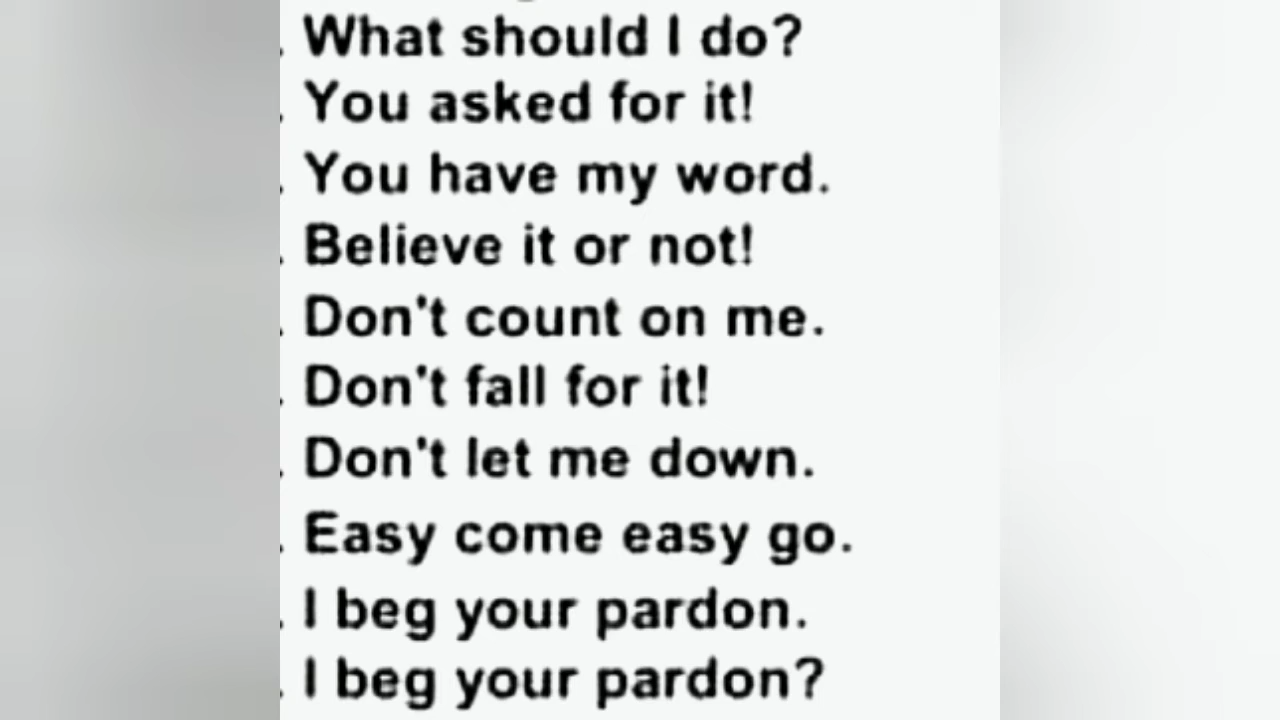 . What should I do?
. You asked for it!
. You have my word.
. Believe it or not!
. Don't count on me.
. Don't fall for it!
. Don't let me down.
. Easy come easy go.
. I beg your pardon.
. I beg your pardon?